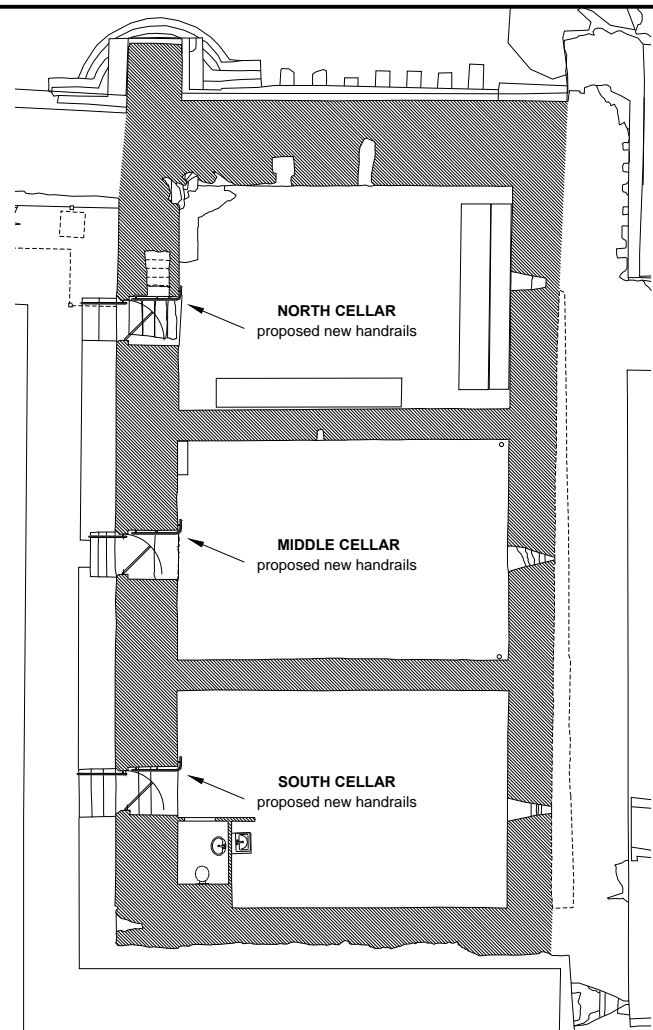 NORTH CELLAR
proposed new handrails
MIDDLE CELLAR
proposed new handrails
SOUTH CELLAR
proposed new handrails